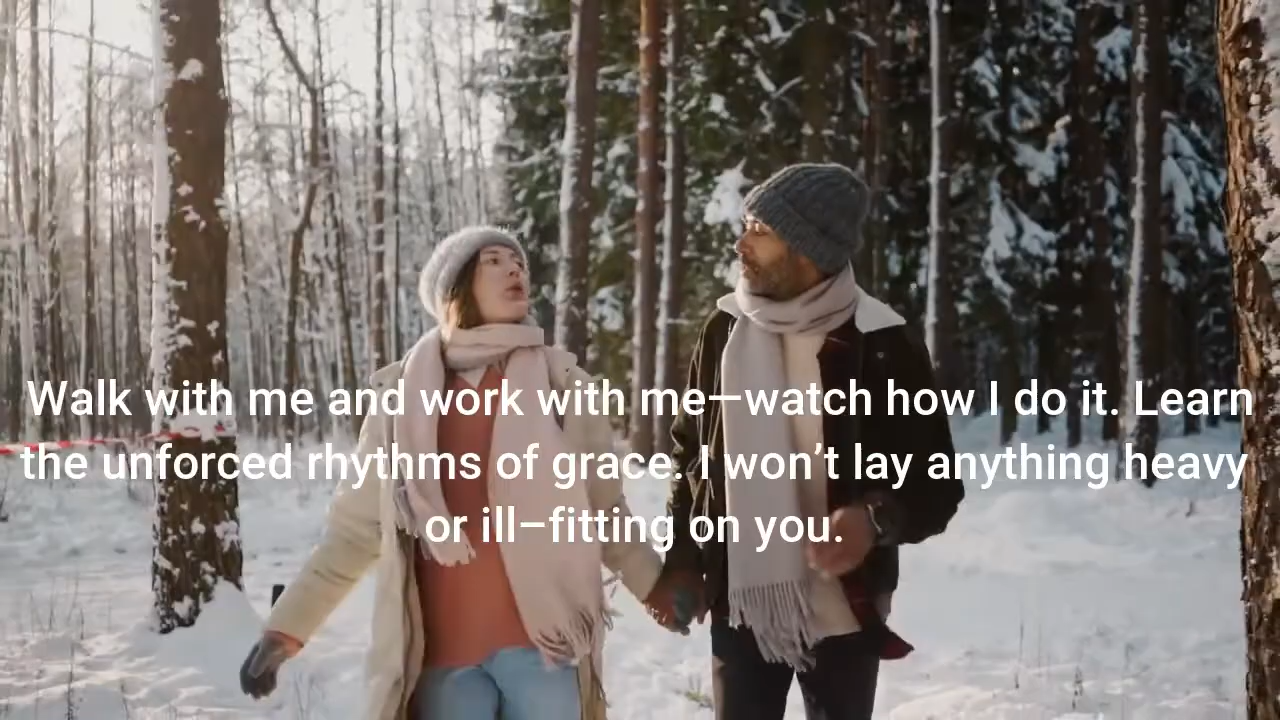 Walk with me and work with me—watch how I do it. Learn
the unforced rhythms of grace. I won’t lay anything heavy
or ill–fitting on you.